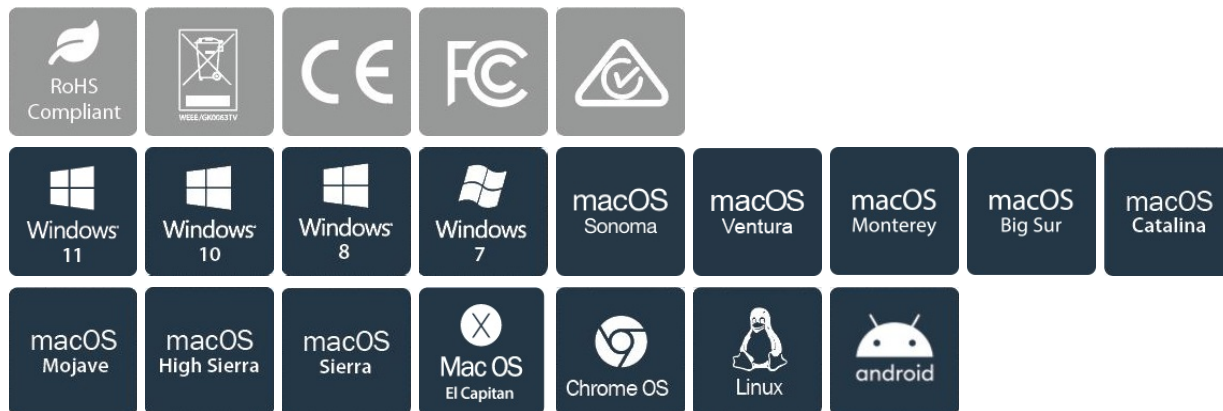 RoHS
Compliant
WEEE/GK0063TV
CE
FC
Windows
11
Windows
10
Windows
8
Windows
7
macOS
Sonoma
macOS
Ventura
macOS
Monterey
macOS
Big Sur
macOS
Catalina
macOS
Mojave
macOS
High Sierra
macOS
Sierra
X
Mac OS
El Capitan
Chrome OS
Linux
android